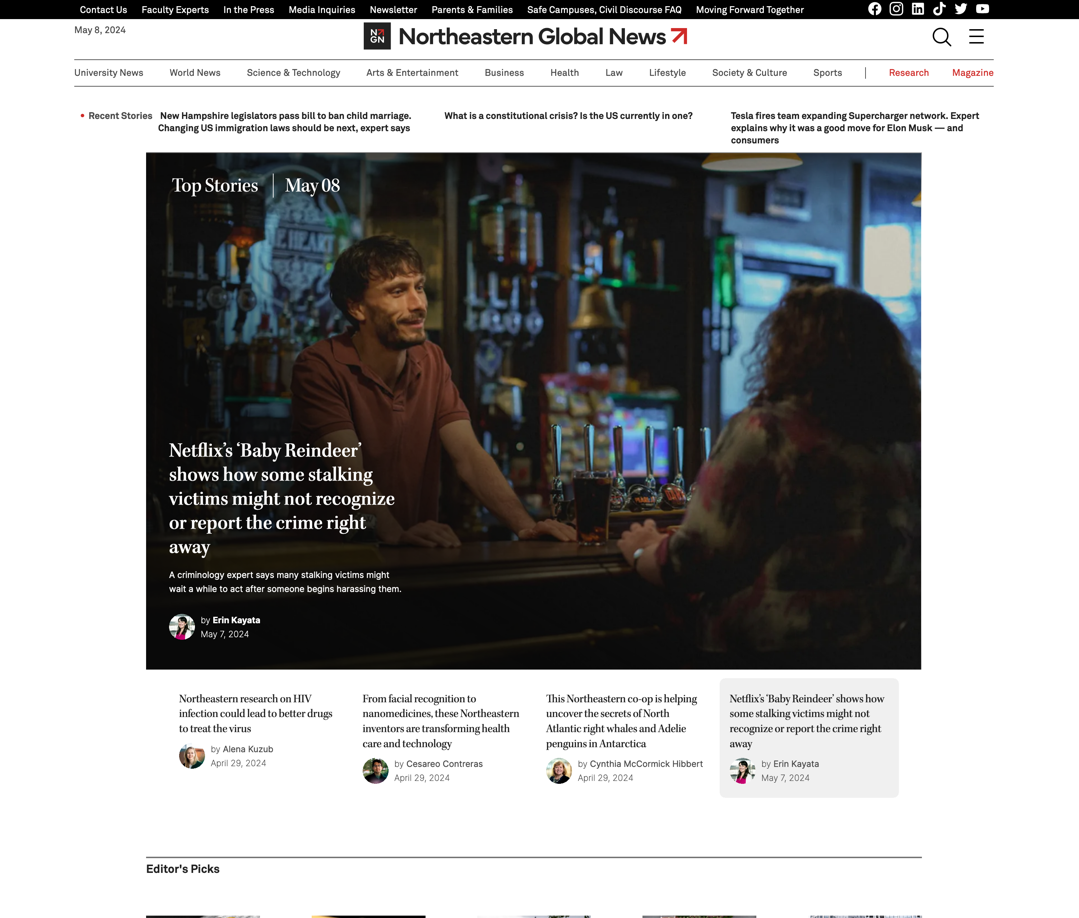 Contact Us Faculty Experts In the Press Media Inquiries Newsletter Parents & Families Safe Campuses, Civil Discourse FAQ Moving Forward Together
May 8, 2024
NGN
Northeastern Global News
University News World News Science & Technology Arts & Entertainment Business Health Law Lifestyle Society & Culture Sports Research Magazine
Recent Stories
New Hampshire legislators pass bill to ban child marriage.
Changing US immigration laws should be next, expert says
What is a constitutional crisis? Is the US currently in one?
Tesla fires team expanding Supercharger network. Expert
explains why it was a good move for Elon Musk — and
consumers
Top Stories May 08
Netflix’s ‘Baby Reindeer’
shows how some stalking
victims might not recognize
or report the crime right
away
A criminology expert says many stalking victims might
wait a while to act after someone begins harassing them.
by Erin Kayata
May 7, 2024
Northeastern research on HIV
infection could lead to better drugs
to treat the virus
by Alena Kuzub
April 29, 2024
From facial recognition to
nanomedicines, these Northeastern
inventors are transforming health
care and technology
by Cesareo Contreras
April 29, 2024
This Northeastern co-op is helping
uncover the secrets of North
Atlantic right whales and Adelie
penguins in Antarctica
by Cynthia McCormick Hibbert
April 29, 2024
Netflix’s ‘Baby Reindeer’ shows how
some stalking victims might not
recognize or report the crime right
away
by Erin Kayata
May 7, 2024
Editor's Picks